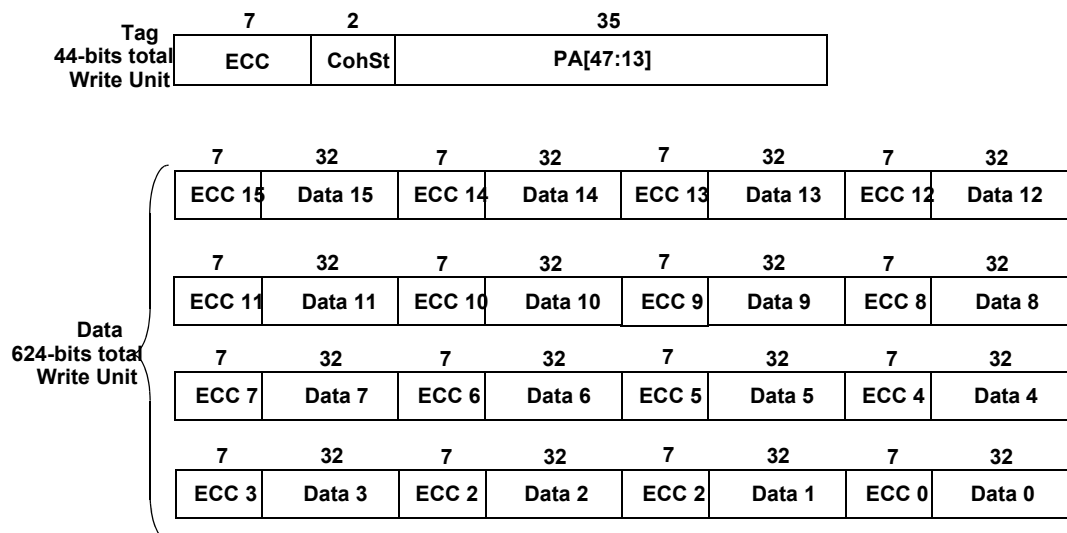 7 2 35
Tag
44-bits total
Write Unit
ECC CohSt PA[47:13]
7 32 7 32 7 32 7 32
ECC 15 Data 15 ECC 14 Data 14 ECC 13 Data 13 ECC 12 Data 12
7 32 7 32 7 32 7 32
ECC 11 Data 11 ECC 10 Data 10 ECC 9 Data 9 ECC 8 Data 8
Data
624-bits total
Write Unit
7 32 7 32 7 32 7 32
ECC 7 Data 7 ECC 6 Data 6 ECC 5 Data 5 ECC 4 Data 4
7 32 7 32 7 32 7 32
ECC 3 Data 3 ECC 2 Data 2 ECC 2 Data 1 ECC 0 Data 0